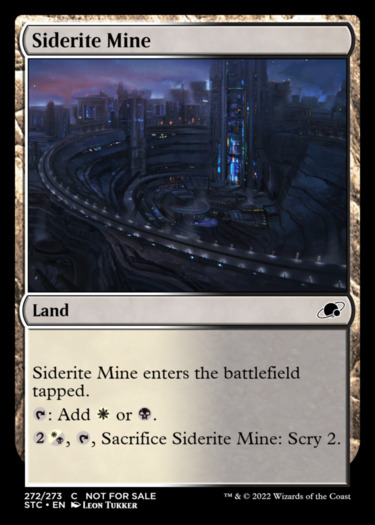 Siderite Mine
Land
Siderite Mine enters the battlefield
tapped.
: Add or .
2 , , Sacrifice Siderite Mine: Scry 2.
272/273 C NOT FOR SALE
STC • EN Leon Tukker
™ & © 2022 Wizards of the Coast